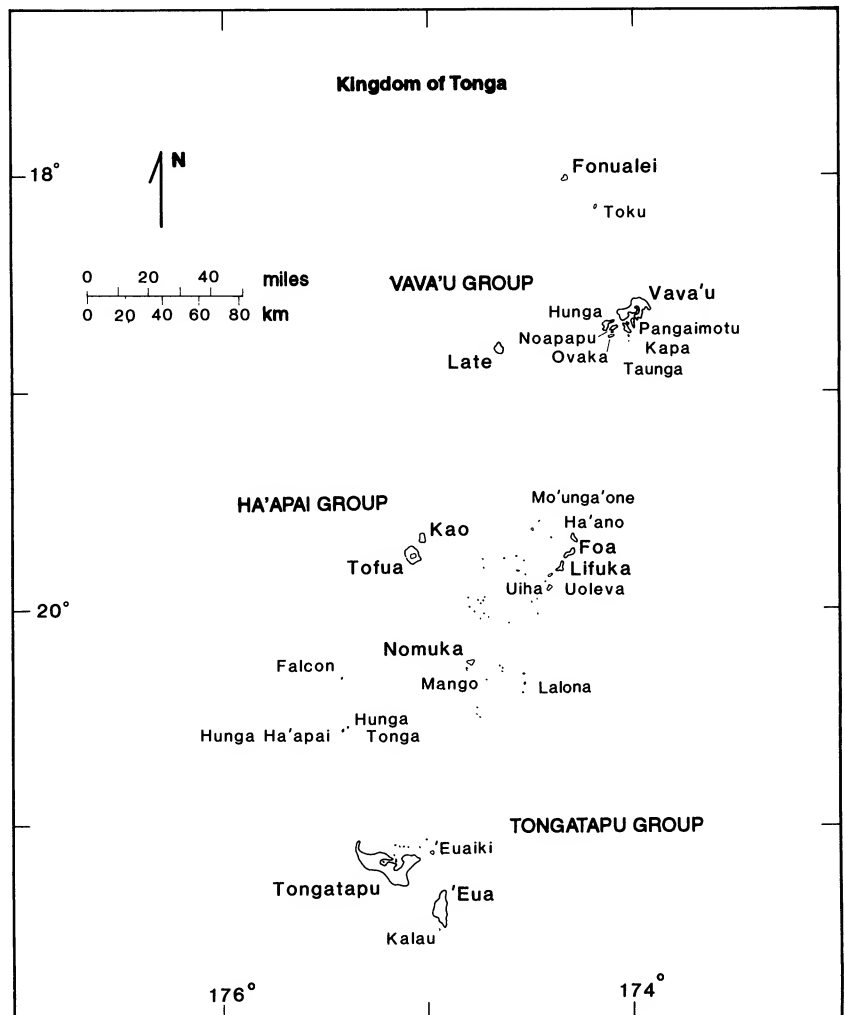 Kingdom of Tonga
N
18°
Fonualei
Toku
0 20 40 miles
0 20 40 60 80 km
VAVA'U GROUP
Vava'u
Hunga
Pangaimotu
Noapapu
Kapa
Ovaka
Late
Taunga
HA'APAI GROUP
Mo'unga'one
Ha'ano
Kao
Foa
Tofua
Lifuka
Uiha
Uoleva
20°
Nomuka
Falcon
Mango
Lalona
Hunga
Tonga
Hunga Ha'apai
TONGATAPU GROUP
'Euaiki
Tongatapu
'Eua
Kalau
176°
174°